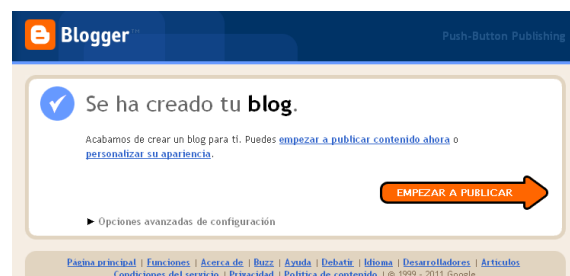 Blogger™
Push-Button Publishing
Se ha creado tu blog.
Acabamos de crear un blog para ti. Puedes empezar a publicar contenido ahora o
personalizar su apariencia.
EMPEZAR A PUBLICAR
► Opciones avanzadas de configuración
Página principal | Funciones | Acerca de | Buzz | Ayuda | Debatir | Idioma | Desarrolladores | Artículos
Condiciones del servicio | Privacidad | Política de contenido | © 1999 - 2011 Google